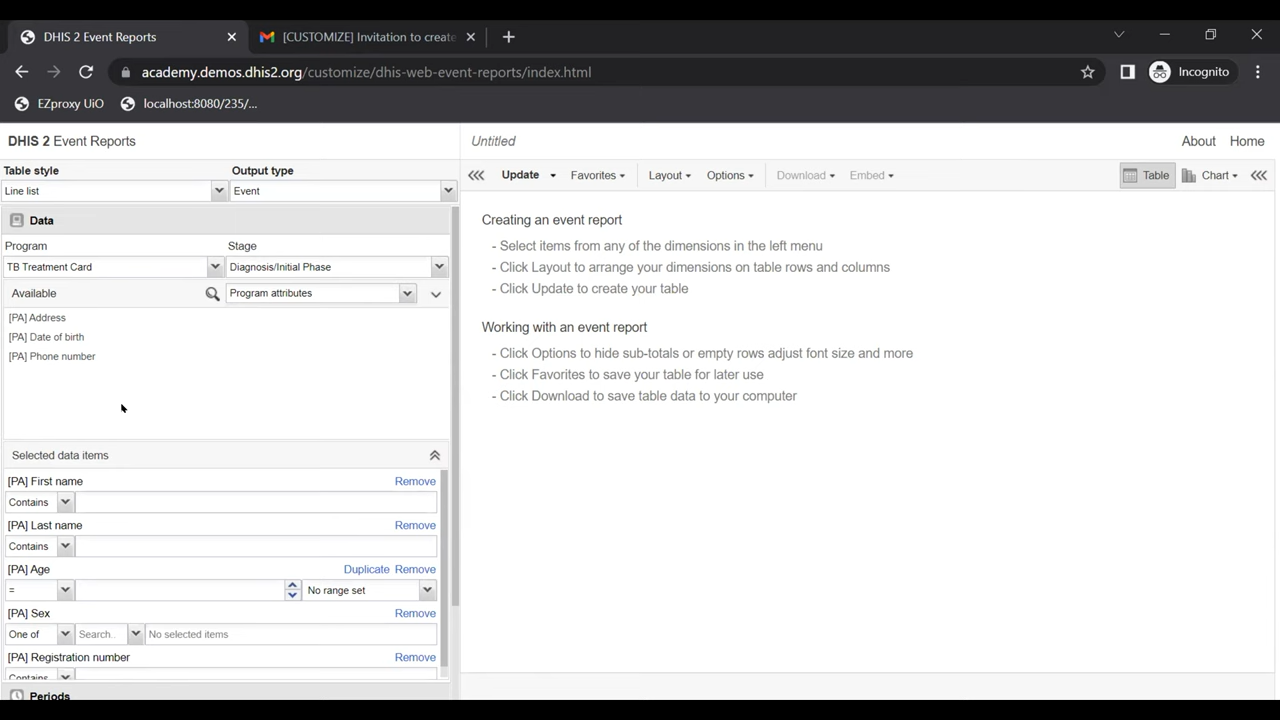 DHIS 2 Event Reports
[CUSTOMIZE] Invitation to create
Incognito
academy.demos.dhis2.org/customize/dhis-web-event-reports/index.html
EZproxy UiO
localhost:8080/235/...
DHIS 2 Event Reports
Untitled
About
Home
Table style
Output type
Line list
Event
Update
Favorites
Layout
Options
Download
Embed
Table
Chart
Data
Program
Stage
TB Treatment Card
Diagnosis/Initial Phase
Available
Program attributes
[PA] Address
[PA] Date of birth
[PA] Phone number
Selected data items
[PA] First name
Remove
Contains
[PA] Last name
Remove
Contains
[PA] Age
Duplicate Remove
=
No range set
[PA] Sex
Remove
One of
Search..
No selected items
[PA] Registration number
Remove
Contains
Periods
Creating an event report
- Select items from any of the dimensions in the left menu
- Click Layout to arrange your dimensions on table rows and columns
- Click Update to create your table
Working with an event report
- Click Options to hide sub-totals or empty rows adjust font size and more
- Click Favorites to save your table for later use
- Click Download to save table data to your computer